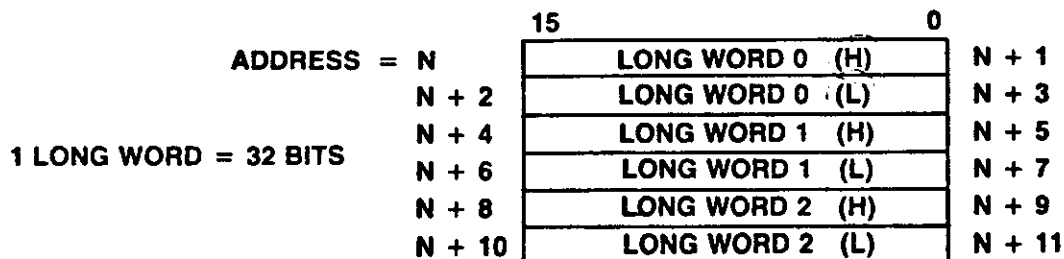 15 0
ADDRESS = N LONG WORD 0 (H) N + 1
N + 2 LONG WORD 0 (L) N + 3
N + 4 LONG WORD 1 (H) N + 5
1 LONG WORD = 32 BITS
N + 6 LONG WORD 1 (L) N + 7
N + 8 LONG WORD 2 (H) N + 9
N + 10 LONG WORD 2 (L) N + 11